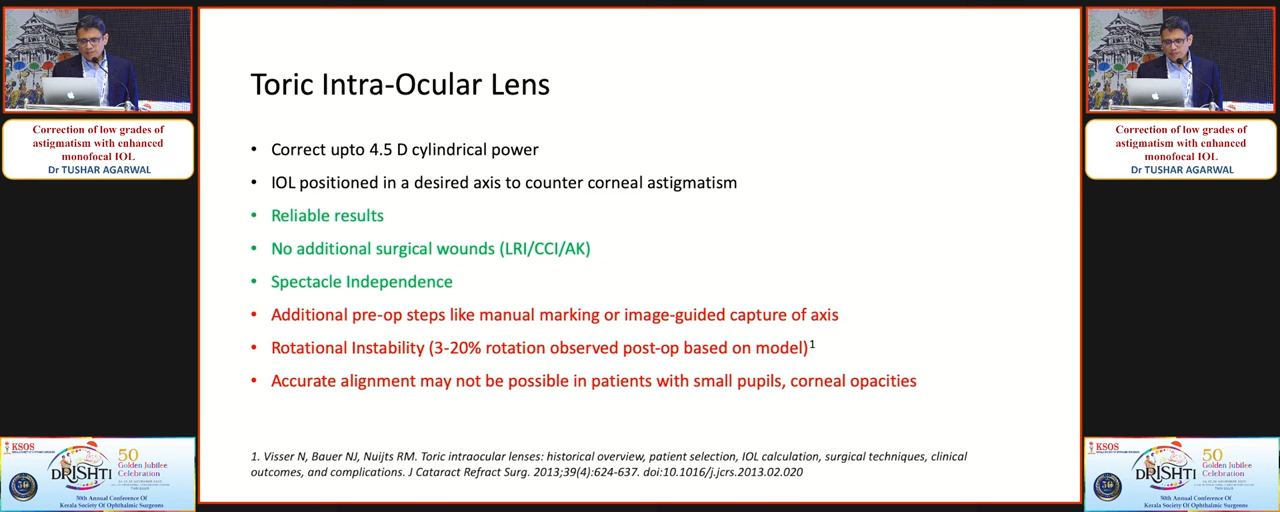 Toric Intra-Ocular Lens
• Correct upto 4.5 D cylindrical power
• IOL positioned in a desired axis to counter corneal astigmatism
• Reliable results
• No additional surgical wounds (LRI/CCI/AK)
• Spectacle Independence
• Additional pre-op steps like manual marking or image-guided capture of axis
• Rotational Instability (3-20% rotation observed post-op based on model)1
• Accurate alignment may not be possible in patients with small pupils, corneal opacities
1. Visser N, Bauer NJ, Nuijts RM. Toric intraocular lenses: historical overview, patient selection, IOL calculation, surgical techniques, clinical
outcomes, and complications. J Cataract Refract Surg. 2013;39(4):624-637. doi:10.1016/j.jcrs.2013.02.020
Correction of low grades of
astigmatism with enhanced
monofocal IOL
Dr TUSHAR AGARWAL
KSOS
DRISHTI
50
Golden Jubilee
Celebration
50th Annual Conference Of
Kerala Society Of Ophthalmic Surgeons
Correction of low grades of
astigmatism with enhanced
monofocal IOL
Dr TUSHAR AGARWAL
KSOS
DRISHTI
50
Golden Jubilee
Celebration
50th Annual Conference Of
Kerala Society Of Ophthalmic Surgeons